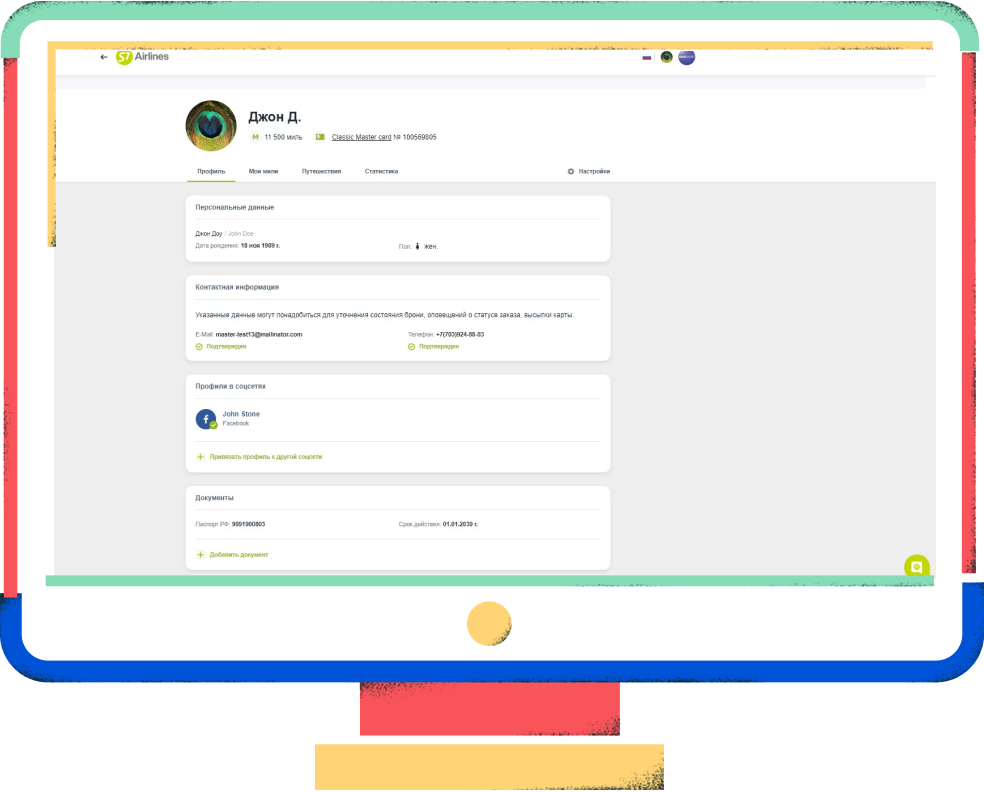 S7 Airlines
Джон Д.
M 11 500 миль Classic Master card № 100569805
Профиль Мои мили Путешествия Статистика Настройки
Персональные данные
Джон Доу / John Doe
Дата рождения: 18 ноя 1989 г. Пол: жен.
Контактная информация
Указанные данные могут понадобиться для уточнения состояния брони, оповещений о статусе заказа, высылки карты.
E-Mail: master-test13@mailinator.com Телефон: +7(703)924-88-03
Подтвержден Подтвержден
Профили в соцсетях
John Stone
Facebook
Привязать профиль к другой соцсети
Документы
Паспорт РФ: 9091900803 Срок действия: 01.01.2039 г.
Добавить документ